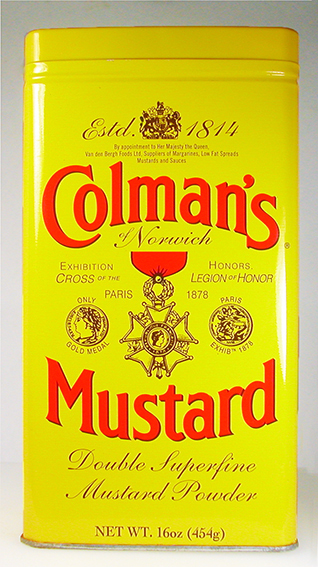 Estd. 1814
By appointment to Her Majesty the Queen,
Van den Bergh Foods Ltd, Suppliers of Margarines, Low Fat Spreads
Mustards and Sauces
Colman's®
of Norwich
EXHIBITION HONORS.
CROSS OF THE LEGION OF HONOR
PARIS 1878
ONLY
GOLD MEDAL
PARIS
EXHIBTN 1878
Mustard
Double Superfine
Mustard Powder
NET WT. 16oz (454g)